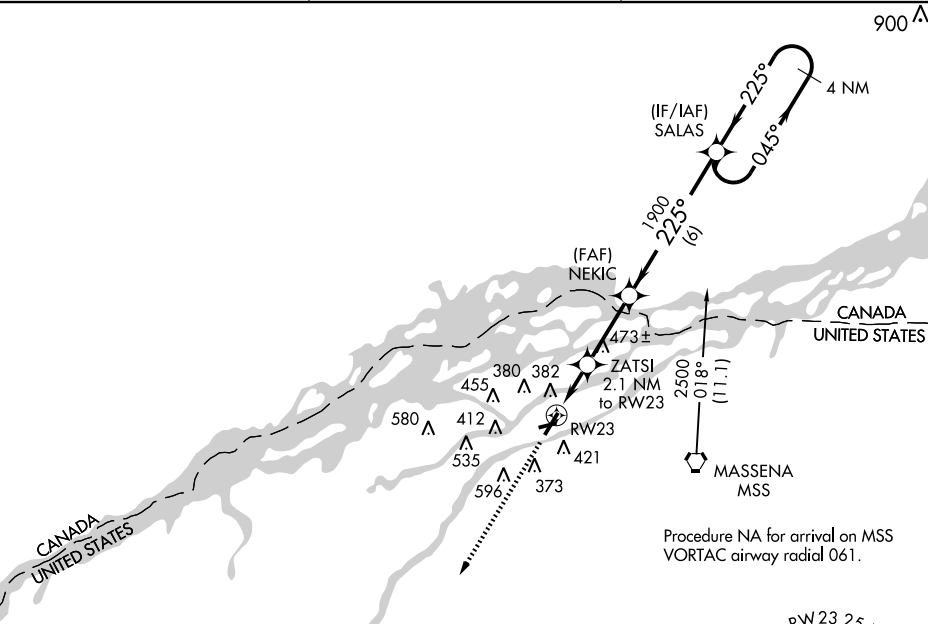 900
225°
4 NM
(IF/IAF)
SALAS
045°
1900
225°
(6)
(FAF)
NEKIC
CANADA
UNITED STATES
473±
ZATSI
2.1 NM
to RW23
2500
018°
(11.1)
380
382
455
580
412
RW23
535
421
596
373
MASSENA
MSS
CANADA
UNITED STATES
Procedure NA for arrival on MSS
VORTAC airway radial 061.
RW23 25